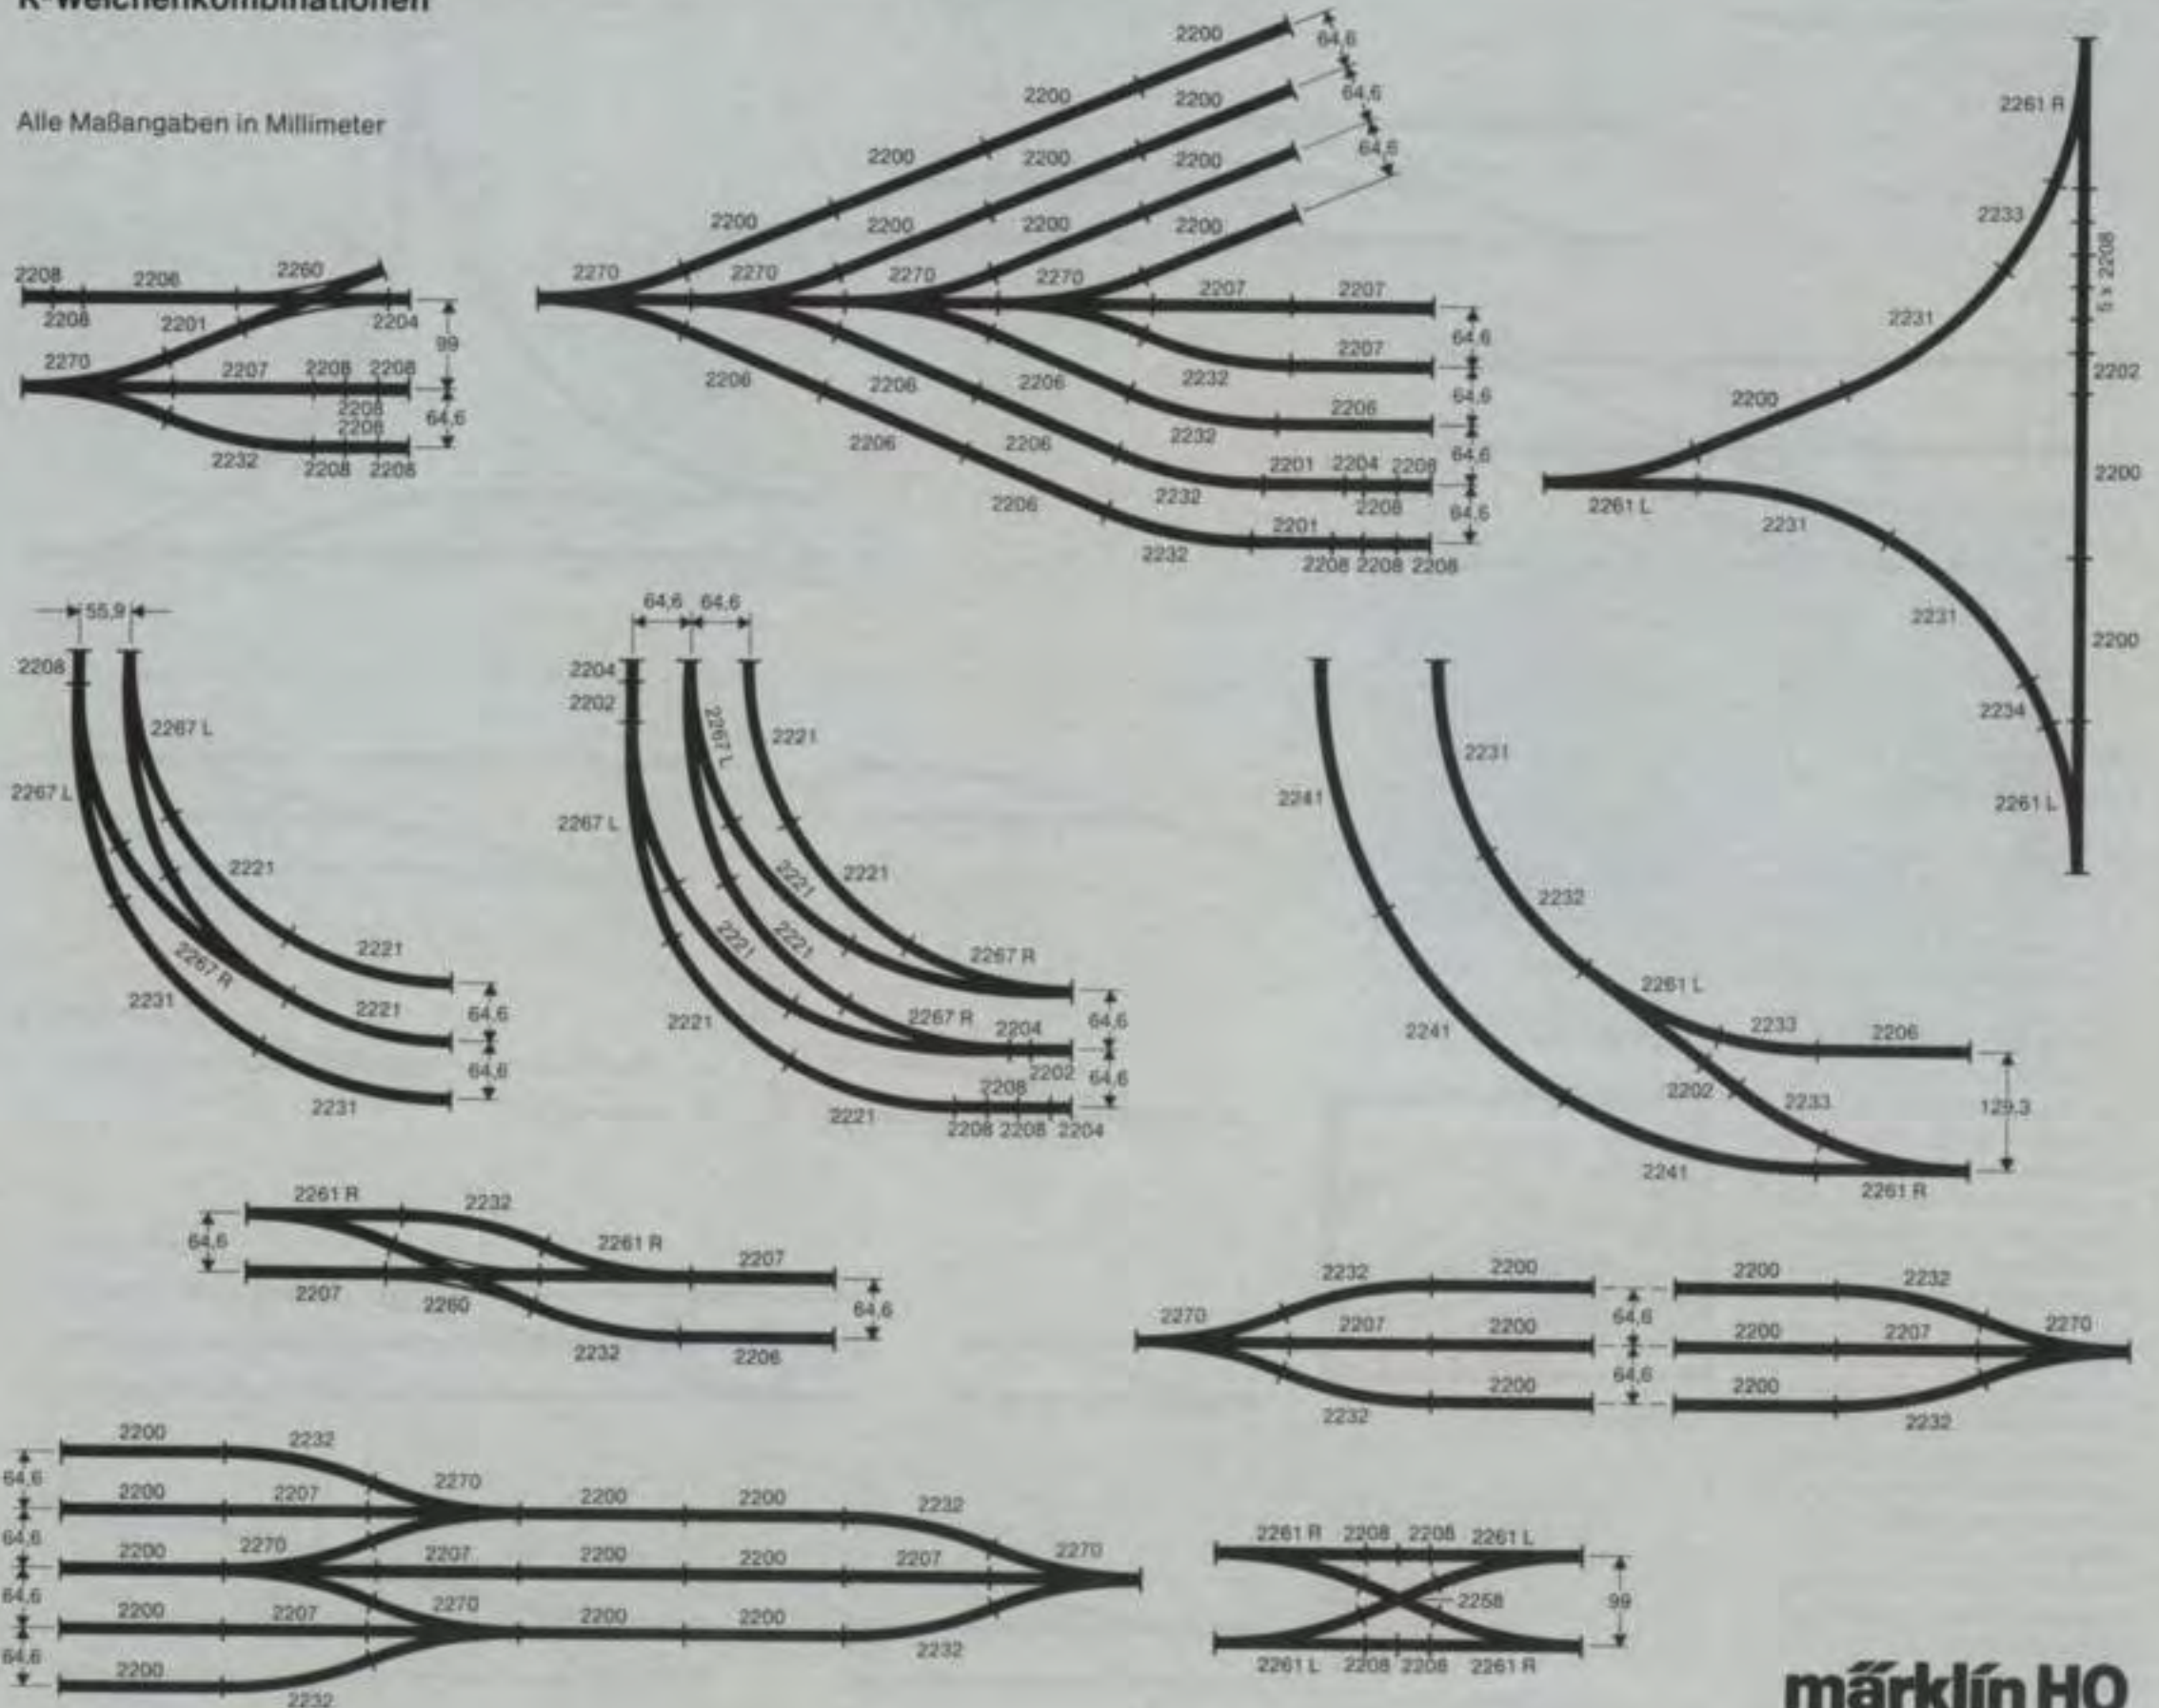 K-Weichenkombinationen
Alle Maßangaben in Millimeter
2208 2206 2260
2208 2201 2204
99
2270 2207 2208 2208
2208
2208
64,6
2232 2208 2208
2200 64,6
2200 2200 64,6
2200 2200 2200 64,6
2200 2200 2200 2200
2270 2270 2270 2270 2207 2207
64,6
2207
2206 2206 2206 2232
64,6
2206
2206 2206 2232
64,6
2201 2204 2208
2206 2232 2208
64,6
2201
2232 2208 2208 2208
2261 R
2233
5 x 2208
2231
2202
2200
2200
2261 L
2231
2231
2200
2234
2261 L
55,9
2208
2267 L
2267 L
2221
2221
2267 R
2231
2221
64,6
64,6
2231
64,6 64,6
2204
2202
2267 L
2221
2267 L
2221
2221
2221
2221
2267 R
2221
2267 R
2204
64,6
2202
2208
64,6
2221
2208 2208 2204
2231
2241
2232
2261 L
2241
2233 2206
2202
2233
129,3
2241
2261 R
2261 R 2232
64,6
2261 R 2207
2207 2260
64,6
2232 2206
2232 2200 2200 2232
2270 64,6 2270
2207 2200 2200 2207
64,6
2200 2200
2232 2232
2200 2232
64,6
2200 2207 2270 2200 2200 2232
64,6
2200 2270 2207 2200 2200 2207 2270
64,6
2200 2207 2270 2200 2200
2232
64,6
2200
2232
2261 R 2208 2208 2261 L
2258
99
2261 L 2208 2208 2261 R
märklin HO